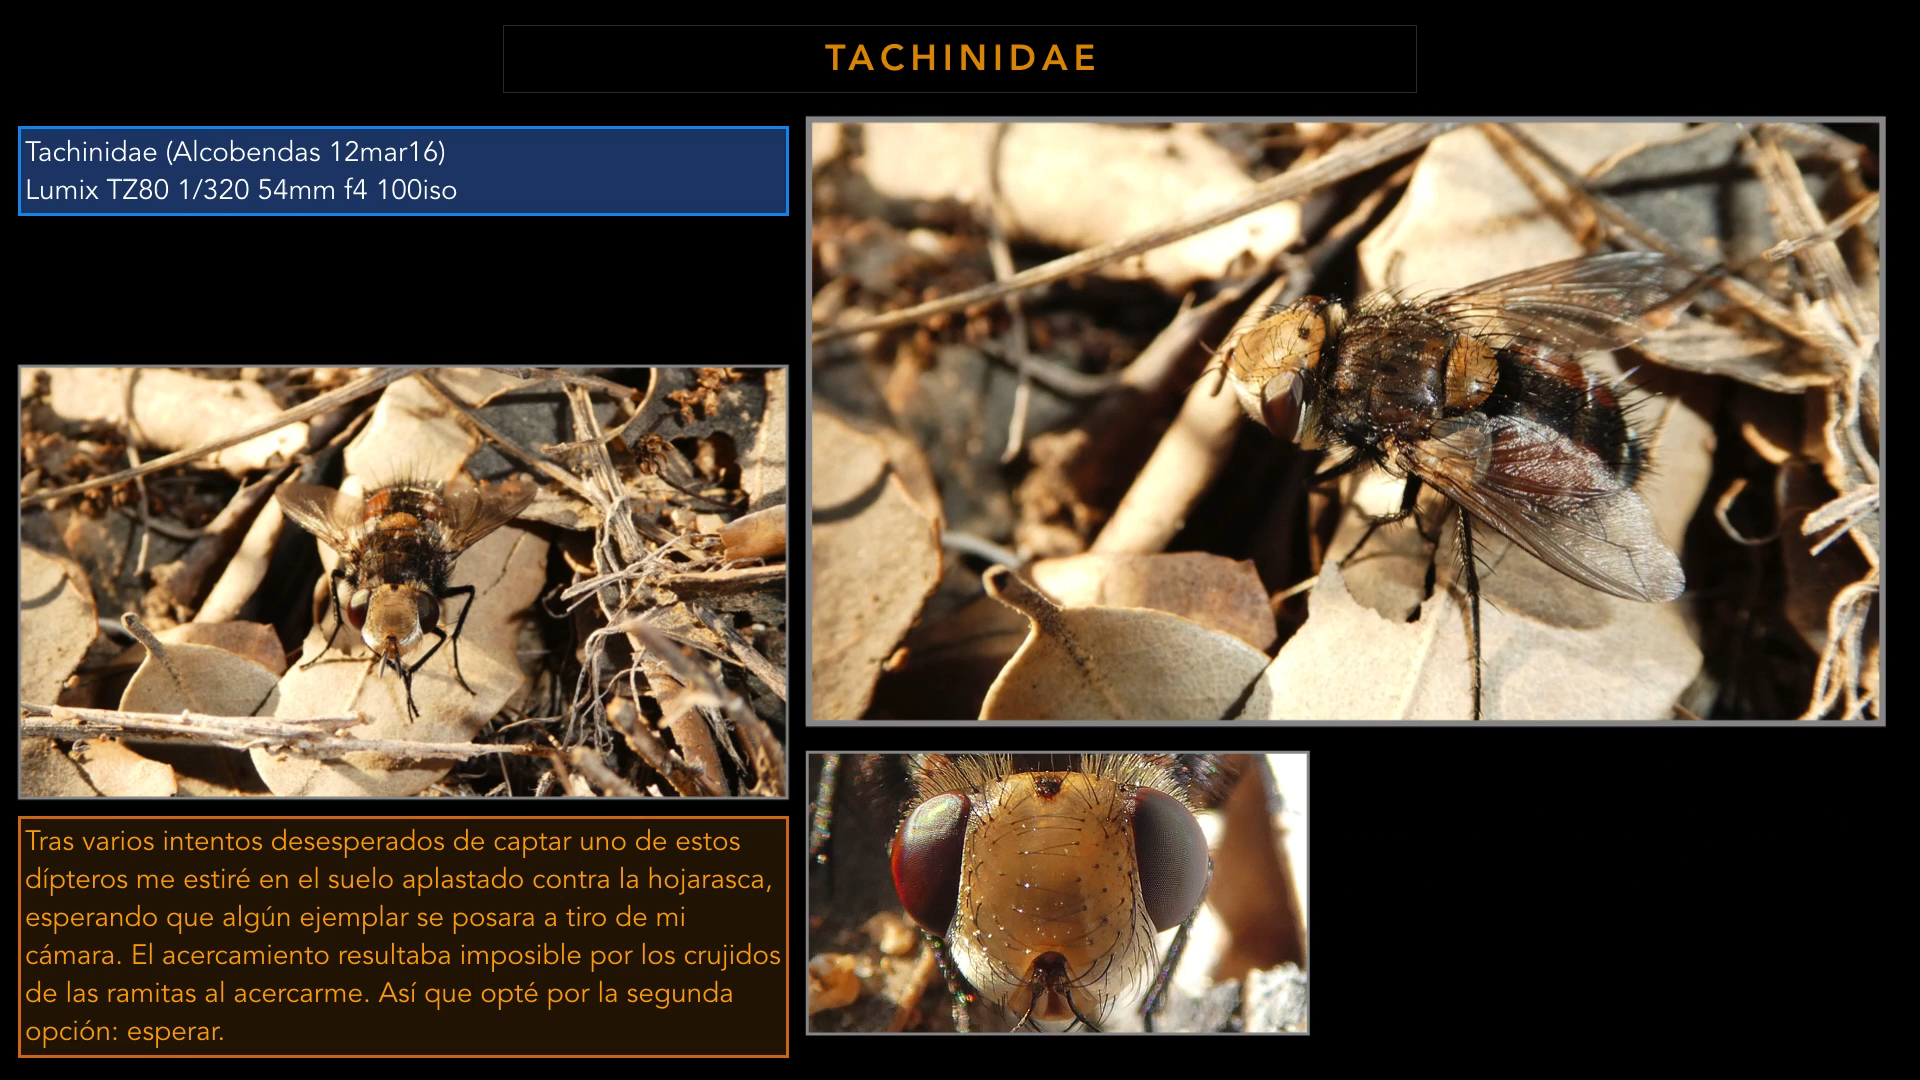 TACHINIDAE
Tachinidae (Alcobendas 12mar16)
Lumix TZ80 1/320 54mm f4 100iso
Tras varios intentos desesperados de captar uno de estos
dípteros me estiré en el suelo aplastado contra la hojarasca,
esperando que algún ejemplar se posara a tiro de mi
cámara. El acercamiento resultaba imposible por los crujidos
de las ramitas al acercarme. Así que opté por la segunda
opción: esperar.